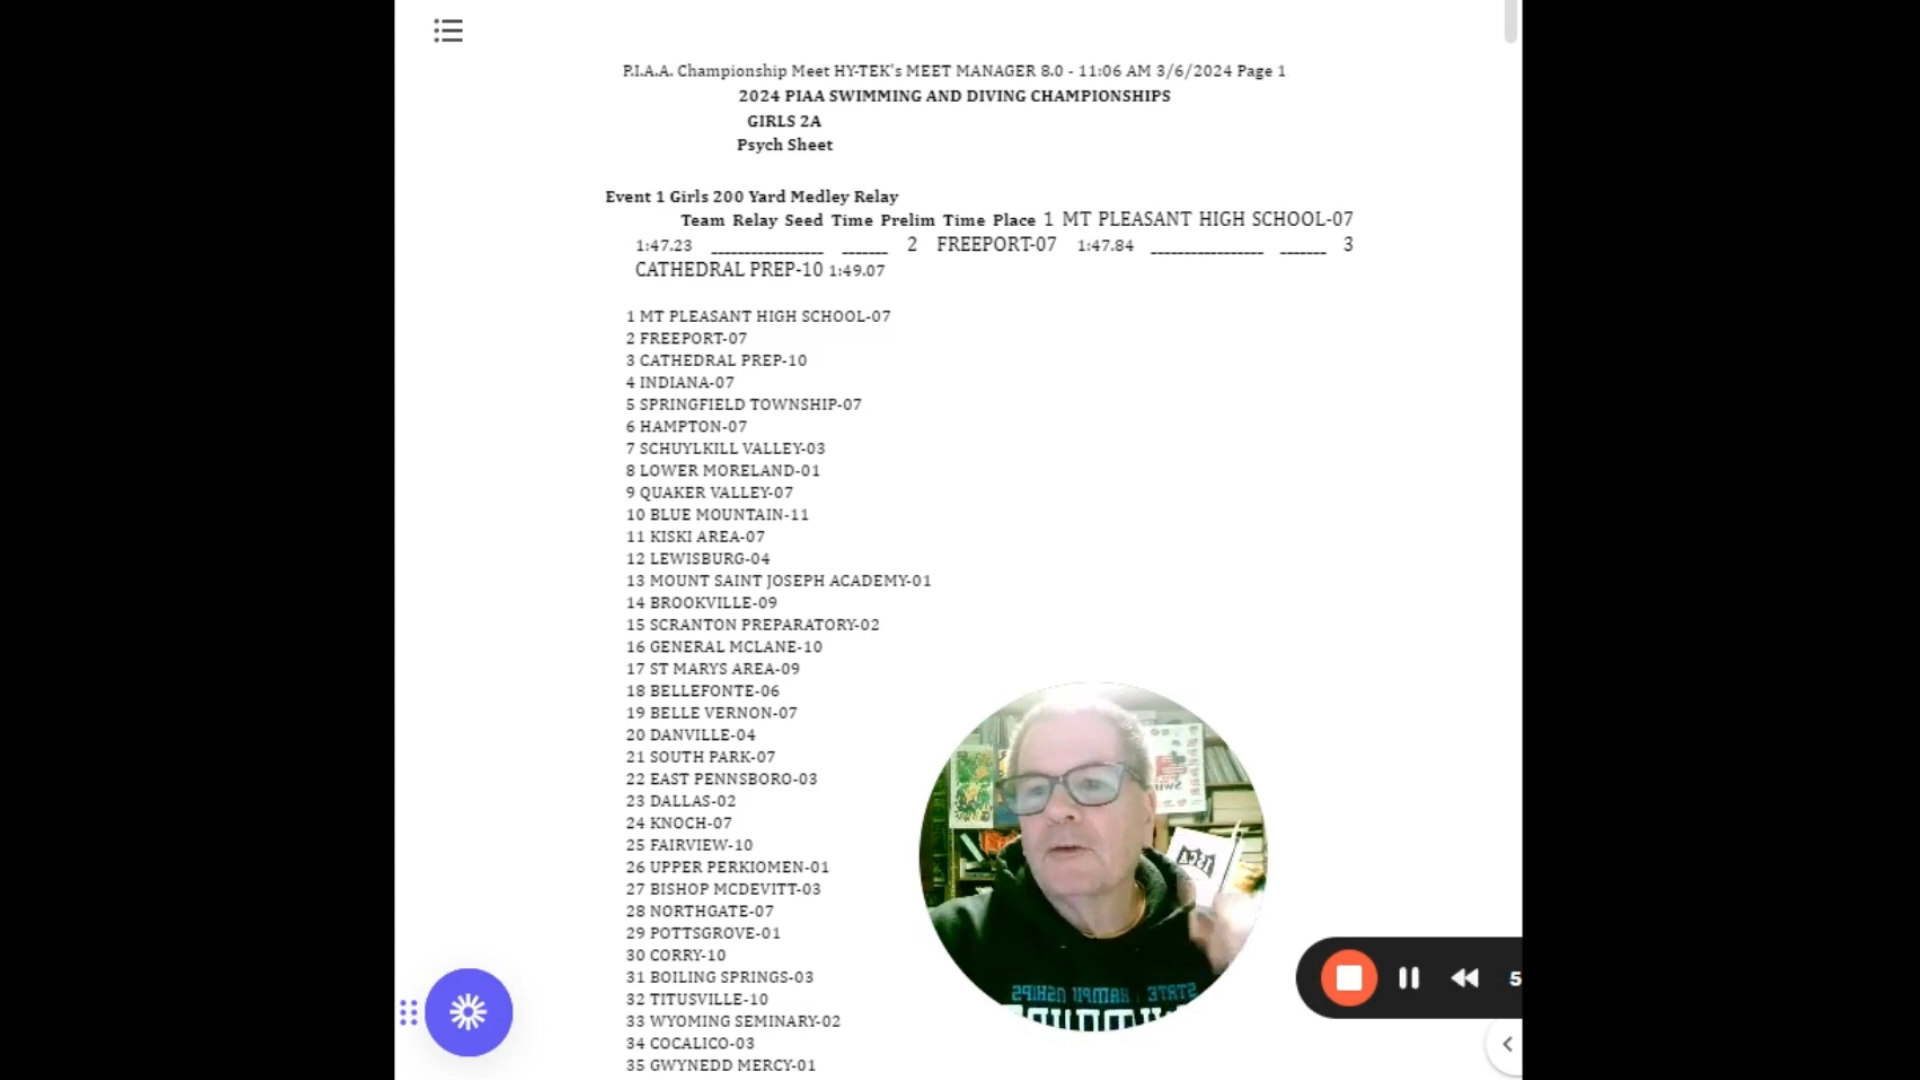 P.I.A.A. Championship Meet HY-TEK's MEET MANAGER 8.0 - 11:06 AM 3/6/2024 Page 1
2024 PIAA SWIMMING AND DIVING CHAMPIONSHIPS
GIRLS 2A
Psych Sheet
Event 1 Girls 200 Yard Medley Relay
Team Relay Seed Time Prelim Time Place 1 MT PLEASANT HIGH SCHOOL-07
1:47.23 ________________ _______ 2 FREEPORT-07 1:47.84 ________________ _______ 3
CATHEDRAL PREP-10 1:49.07
1 MT PLEASANT HIGH SCHOOL-07
2 FREEPORT-07
3 CATHEDRAL PREP-10
4 INDIANA-07
5 SPRINGFIELD TOWNSHIP-07
6 HAMPTON-07
7 SCHUYLKILL VALLEY-03
8 LOWER MORELAND-01
9 QUAKER VALLEY-07
10 BLUE MOUNTAIN-11
11 KISKI AREA-07
12 LEWISBURG-04
13 MOUNT SAINT JOSEPH ACADEMY-01
14 BROOKVILLE-09
15 SCRANTON PREPARATORY-02
16 GENERAL MCLANE-10
17 ST MARYS AREA-09
18 BELLEFONTE-06
19 BELLE VERNON-07
20 DANVILLE-04
21 SOUTH PARK-07
22 EAST PENNSBORO-03
23 DALLAS-02
24 KNOCH-07
25 FAIRVIEW-10
26 UPPER PERKIOMEN-01
27 BISHOP MCDEVITT-03
28 NORTHGATE-07
29 POTTSGROVE-01
30 CORRY-10
31 BOILING SPRINGS-03
32 TITUSVILLE-10
33 WYOMING SEMINARY-02
34 COCALICO-03
35 GWYNEDD MERCY-01
ISCA
STATE
5